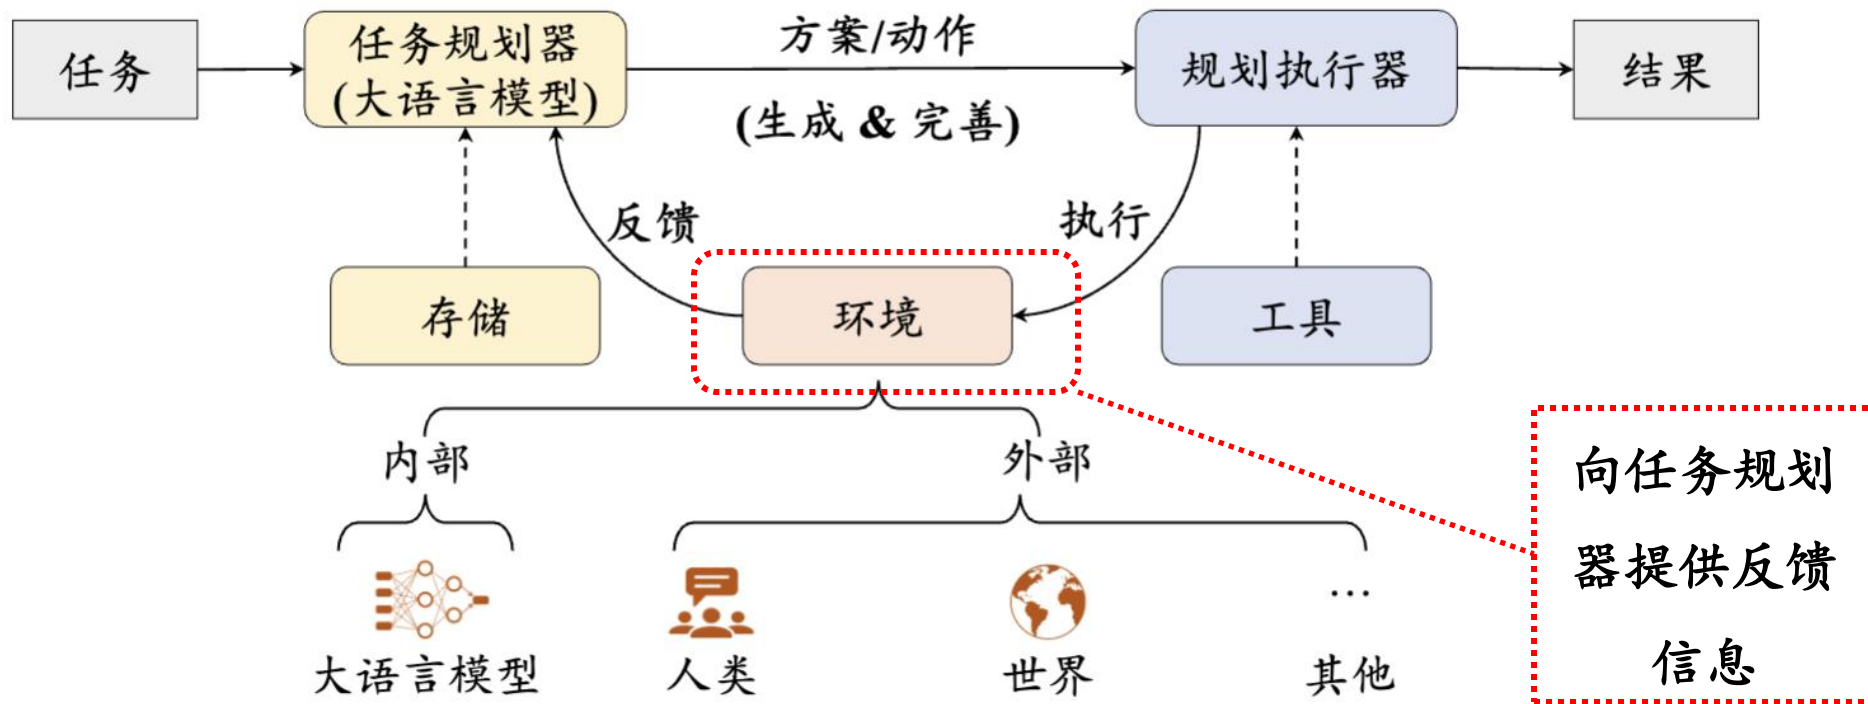 任务
任务规划器
(大语言模型)
方案/动作
(生成 & 完善)
规划执行器
结果
反馈
执行
存储
环境
工具
内部
外部
大语言模型
人类
世界
...
其他
向任务规划
器提供反馈
信息